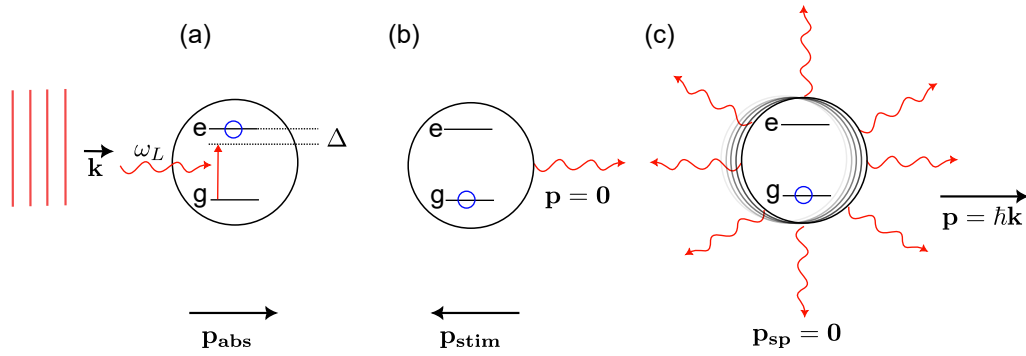 (a)
(b)
(c)
k
ω_L
e
g
Δ
p_abs
e
g
p = 0
p_stim
e
g
p = ħk
p_sp = 0